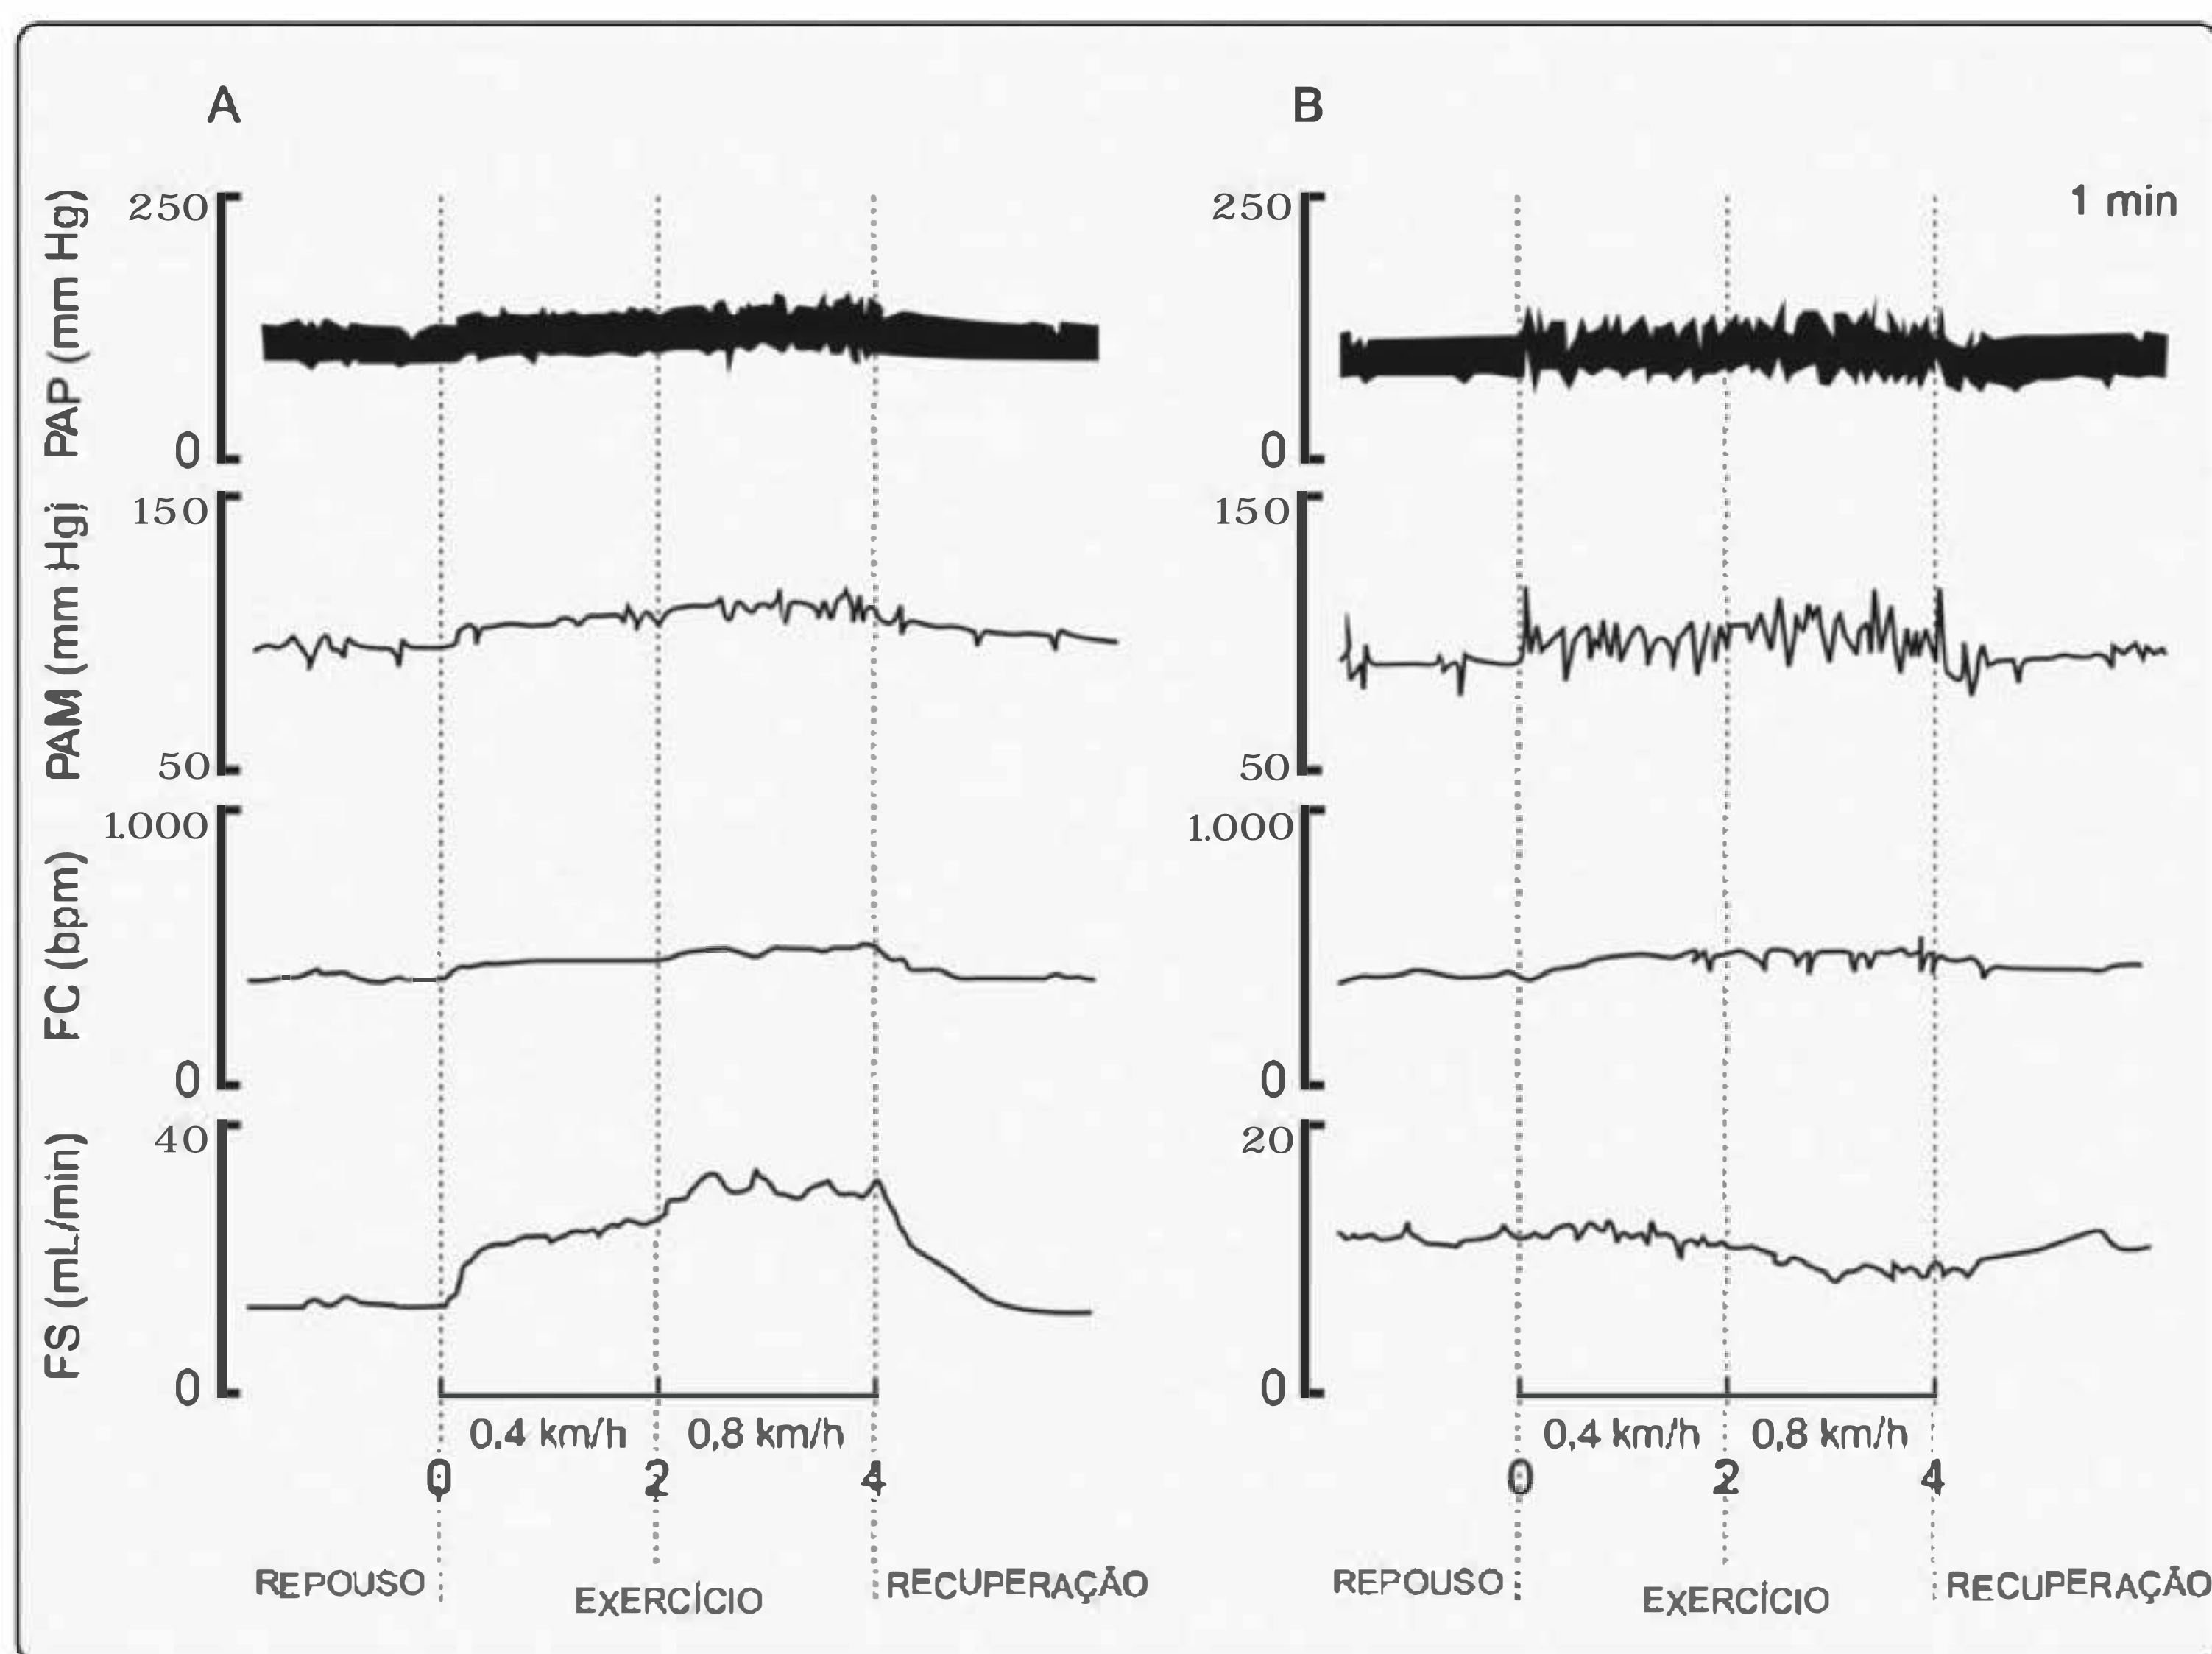 A
B
1 min
PAP (mm Hg)
250
0
250
0
PAM (mm Hgj
150
50
150
50
FC (bpm)
1.000
0
1.000
0
FS (mL/min)
40
0
20
0
0,4 km/h 0,8 km/h
0 2 4
0,4 km/h 0,8 km/h
0 2 4
REPOUSO EXERCÍCIO RECUPERAÇÃO
REPOUSO EXERCÍCIO RECUPERAÇÃO